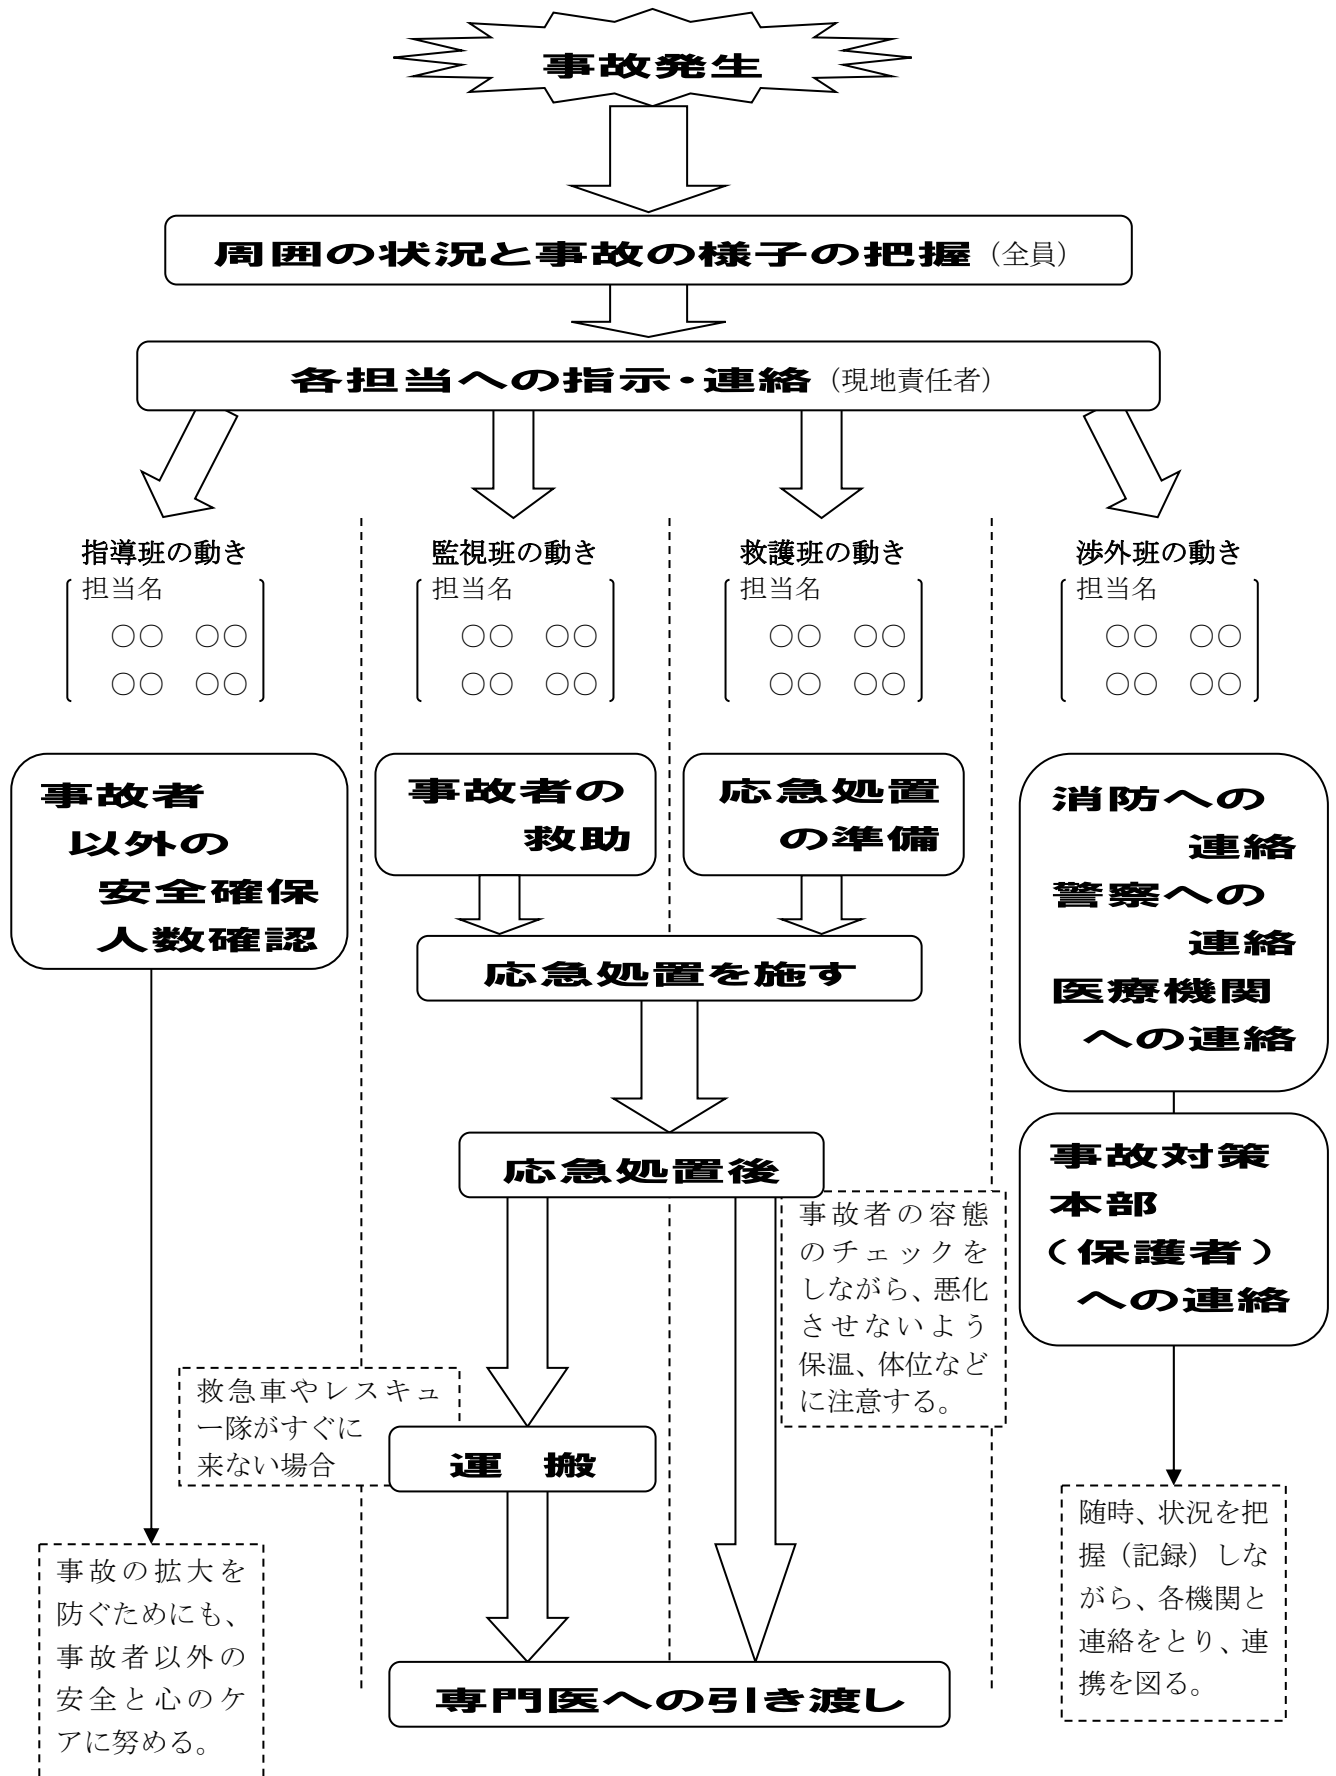 事故発生
周囲の状況と事故の様子の把握（全員）
各担当への指示・連絡（現地責任者）
指導班の動き
担当名
○○　○○
○○　○○
事故者
以外の
安全確保
人数確認
事故の拡大を
防ぐためにも、
事故者以外の
安全と心のケ
アに努める。
監視班の動き
担当名
○○　○○
○○　○○
事故者の
救助
救護班の動き
担当名
○○　○○
○○　○○
応急処置
の準備
応急処置を施す
応急処置後
事故者の容態
のチェックを
しながら、悪化
させないよう
保温、体位など
に注意する。
救急車やレスキュ
ー隊がすぐに
来ない場合
運　搬
専門医への引き渡し
渉外班の動き
担当名
○○　○○
○○　○○
消防への
連絡
警察への
連絡
医療機関
への連絡
事故対策
本部
（保護者）
への連絡
随時、状況を把
握（記録）しな
がら、各機関と
連絡をとり、連
携を図る。